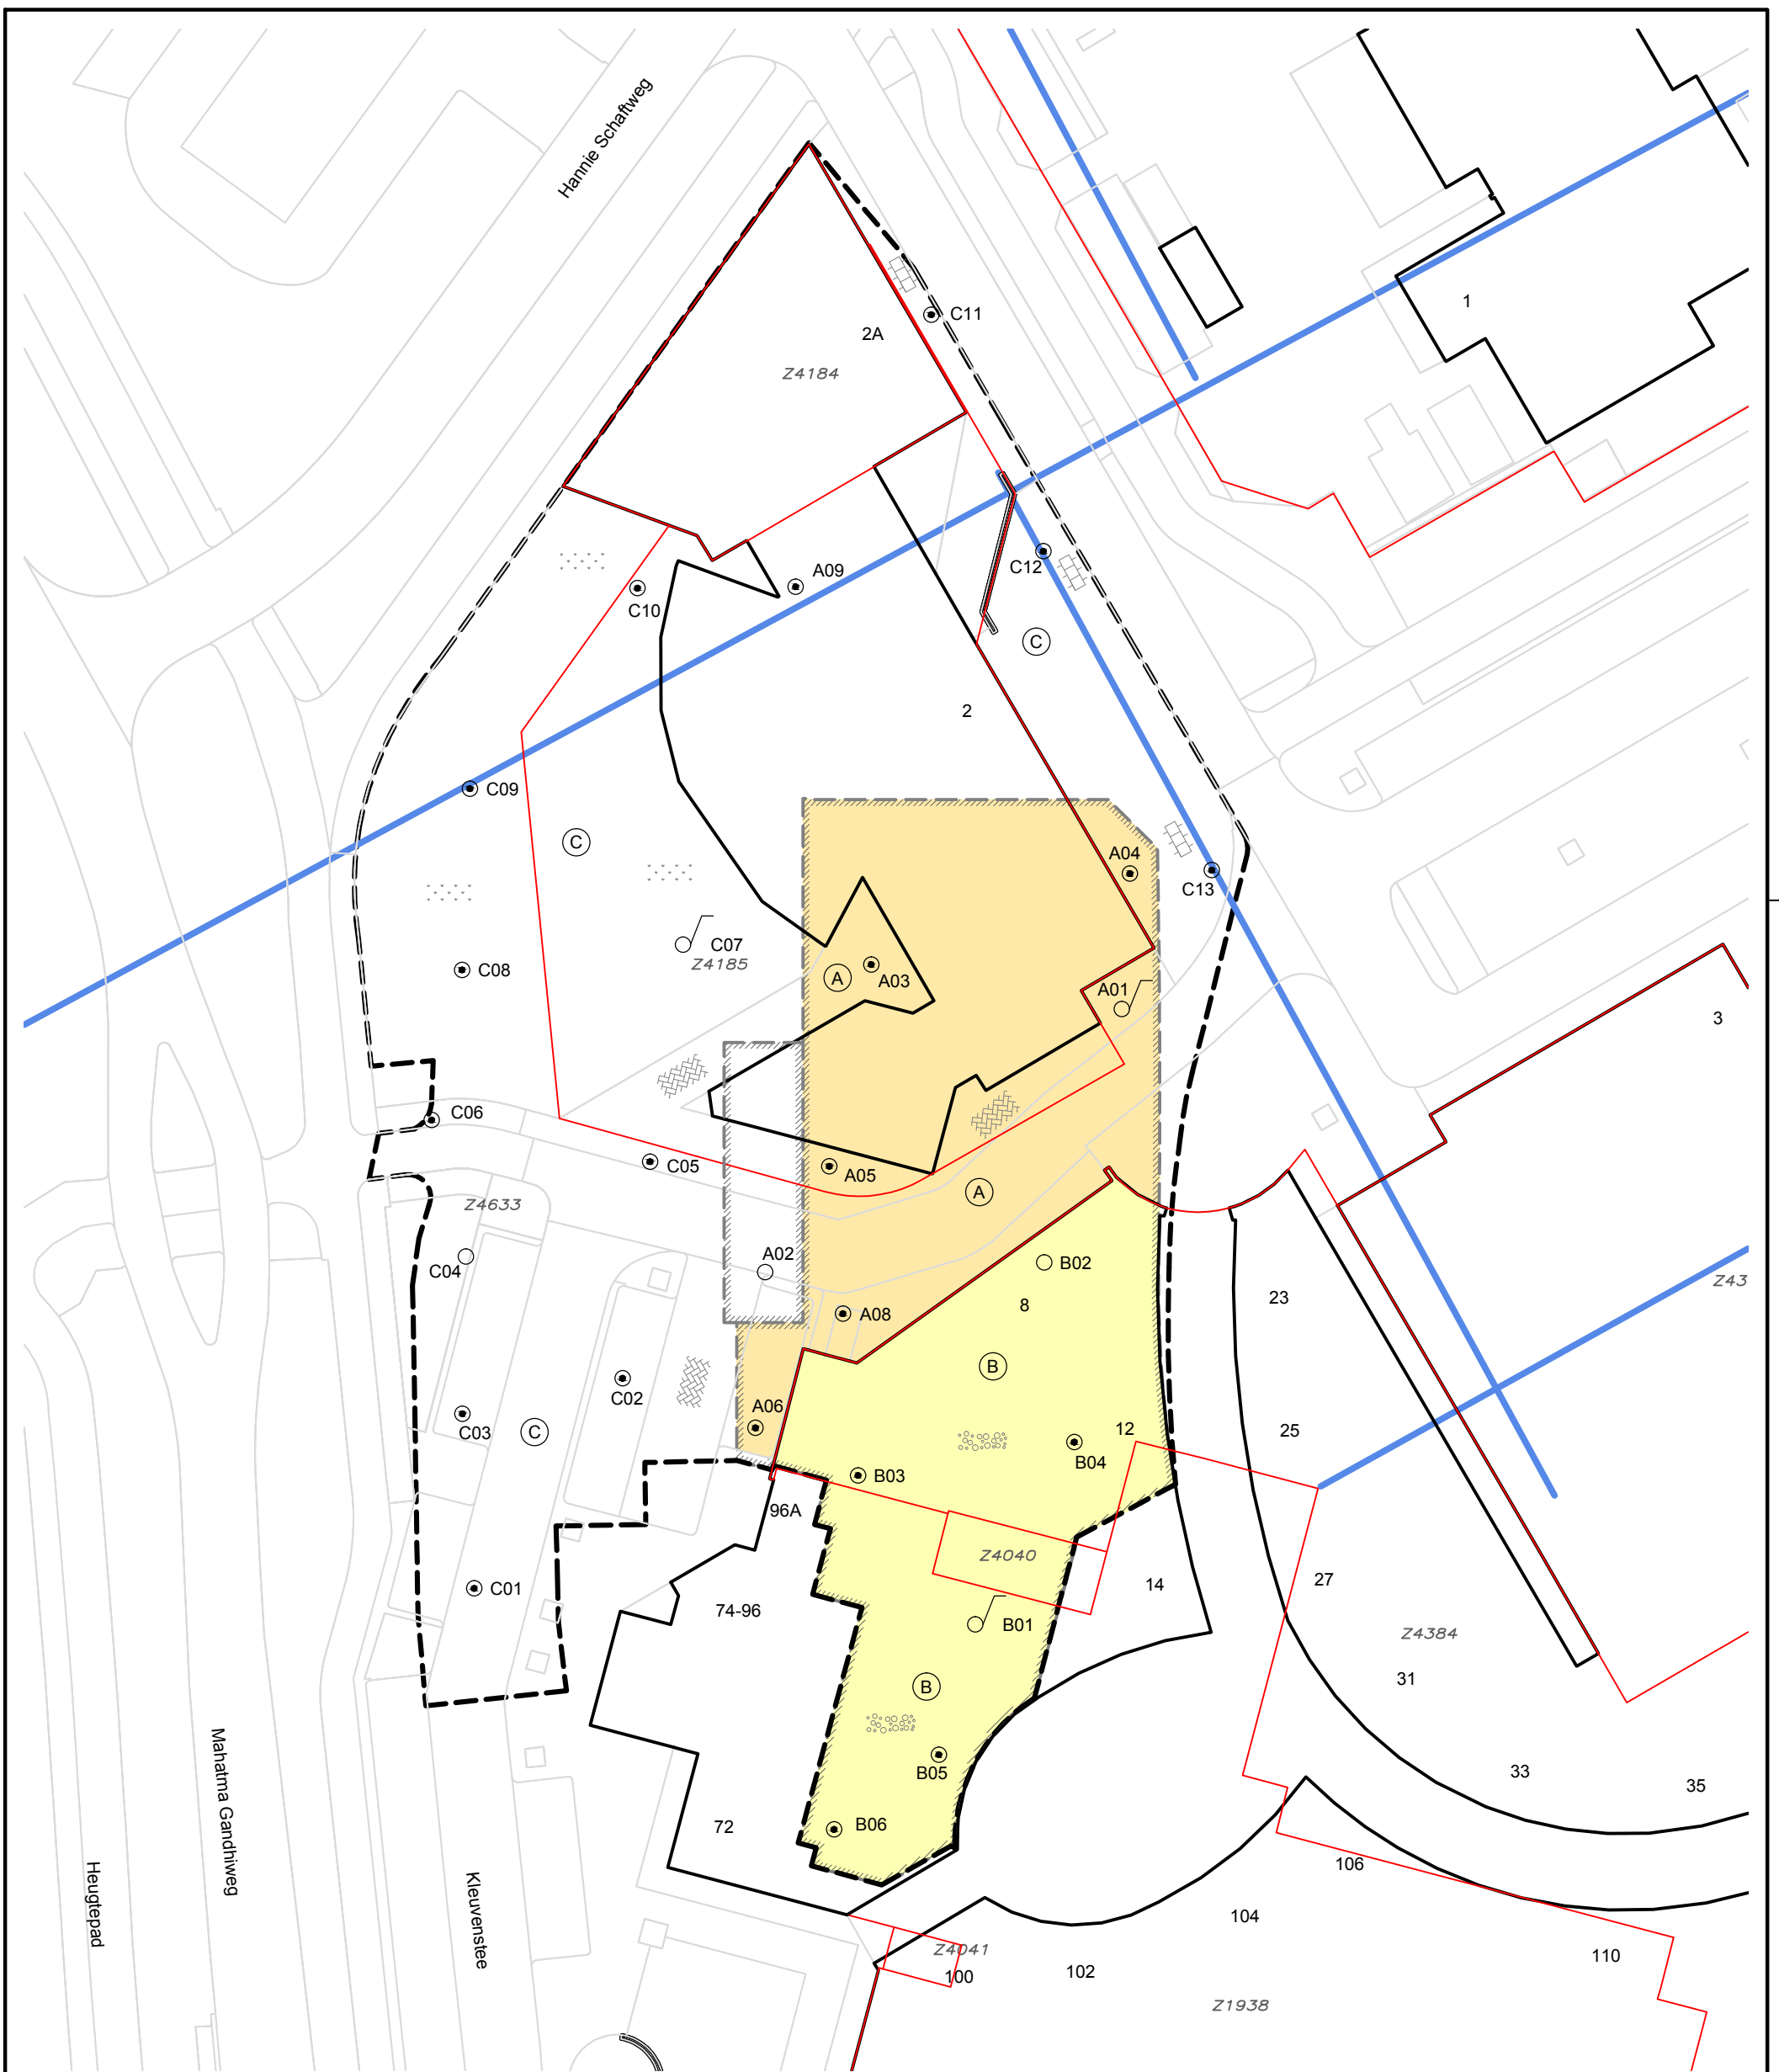 Hannie Schaftweg
C11
1
2A
Z4184
C12
A09
C10
C
2
C09
C
A04
C13
C07
Z4185
C08
A
A03
A01
3
C06
C05
A05
A
Z4633
A02
B02
C04
Z43
23
8
A08
B
C02
A06
12
25
C03
C
B04
B03
96A
Z4040
27
14
C01
74-96
B01
Z4384
31
B
B05
33
35
Mahatma Gandhiweg
72
B06
106
Heugtepad
Kleuvenstee
104
Z4041
110
100
102
Z1938